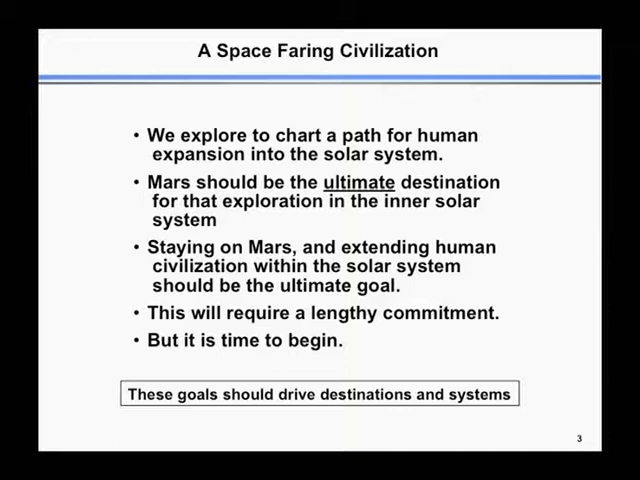 A Space Faring Civilization
• We explore to chart a path for human
expansion into the solar system.
• Mars should be the ultimate destination
for that exploration in the inner solar
system
• Staying on Mars, and extending human
civilization within the solar system
should be the ultimate goal.
• This will require a lengthy commitment.
• But it is time to begin.
These goals should drive destinations and systems
3